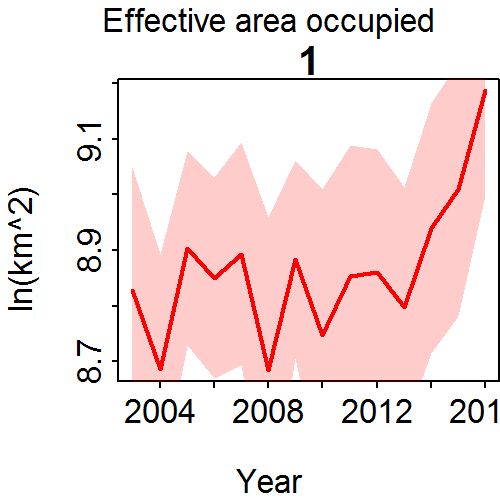 Effective area occupied
1
ln(km^2)
9.1
8.9
8.7
2004 2008 2012 201
Year